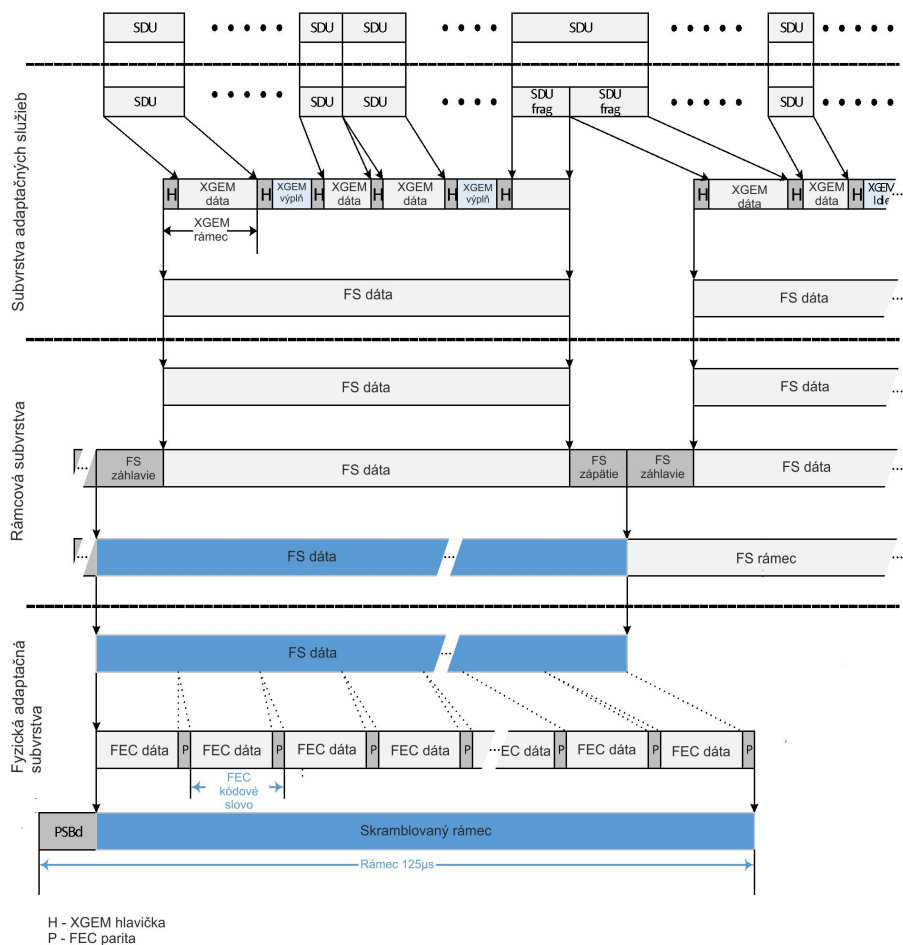 SDU SDU SDU SDU SDU
SDU SDU SDU SDU frag SDU frag SDU
Subvrstva adaptačných služieb
H XGEM dáta H XGEM výplň H XGEM dáta H XGEM dáta H XGEM výplň H
H XGEM dáta H XGEM dáta H XGEM Idle
XGEM rámec
FS dáta FS dáta
Rámcová subvrstva
FS dáta FS dáta
FS záhlavie FS dáta FS zápätie FS záhlavie FS dáta
FS dáta FS rámec
Fyzická adaptačná subvrstva
FS dáta
FEC dáta P FEC dáta P FEC dáta P FEC dáta P EC dáta P FEC dáta P FEC dáta P
FEC kódové slovo
PSBd Skramblovaný rámec
Rámec 125µs
H - XGEM hlavička
P - FEC parita